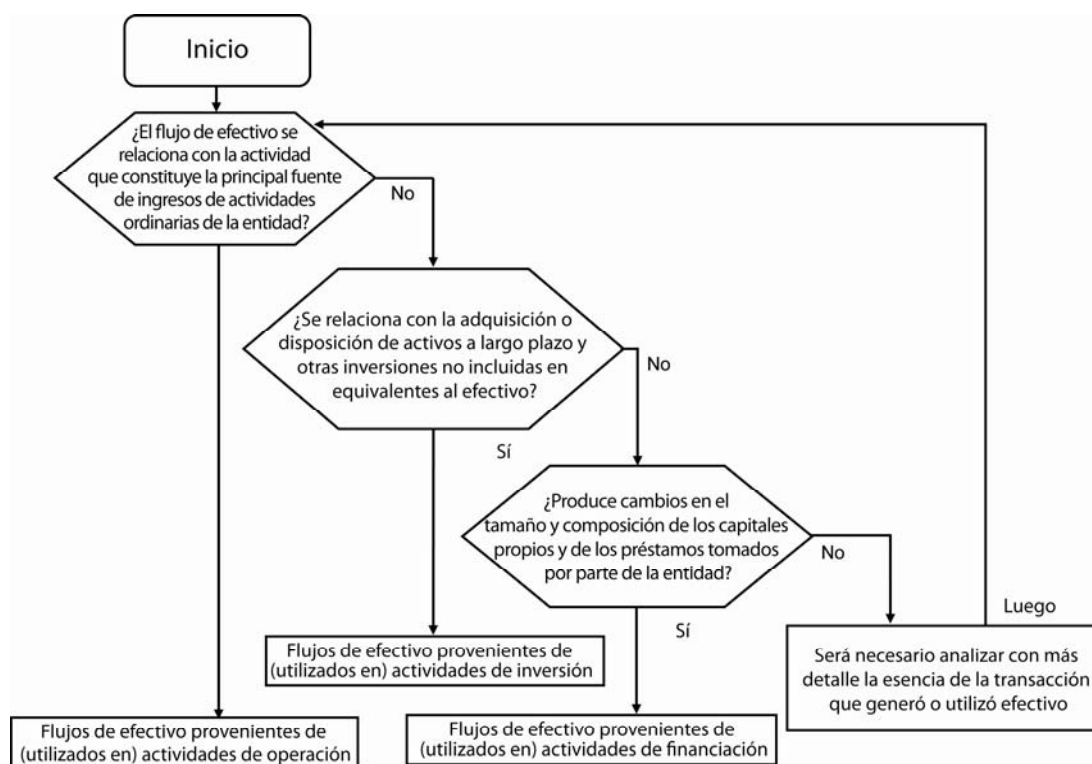 Inicio
¿El flujo de efectivo se
relaciona con la actividad
que constituye la principal fuente
de ingresos de actividades
ordinarias de la entidad?
No
¿Se relaciona con la adquisición o
disposición de activos a largo plazo y
otras inversiones no incluidas en
equivalentes al efectivo?
No
Sí
¿Produce cambios en el
tamaño y composición de los capitales
propios y de los préstamos tomados
por parte de la entidad?
No
Sí
Luego
Será necesario analizar con más
detalle la esencia de la transacción
que generó o utilizó efectivo
Flujos de efectivo provenientes de
(utilizados en) actividades de inversión
Flujos de efectivo provenientes de
(utilizados en) actividades de operación
Flujos de efectivo provenientes de
(utilizados en) actividades de financiación